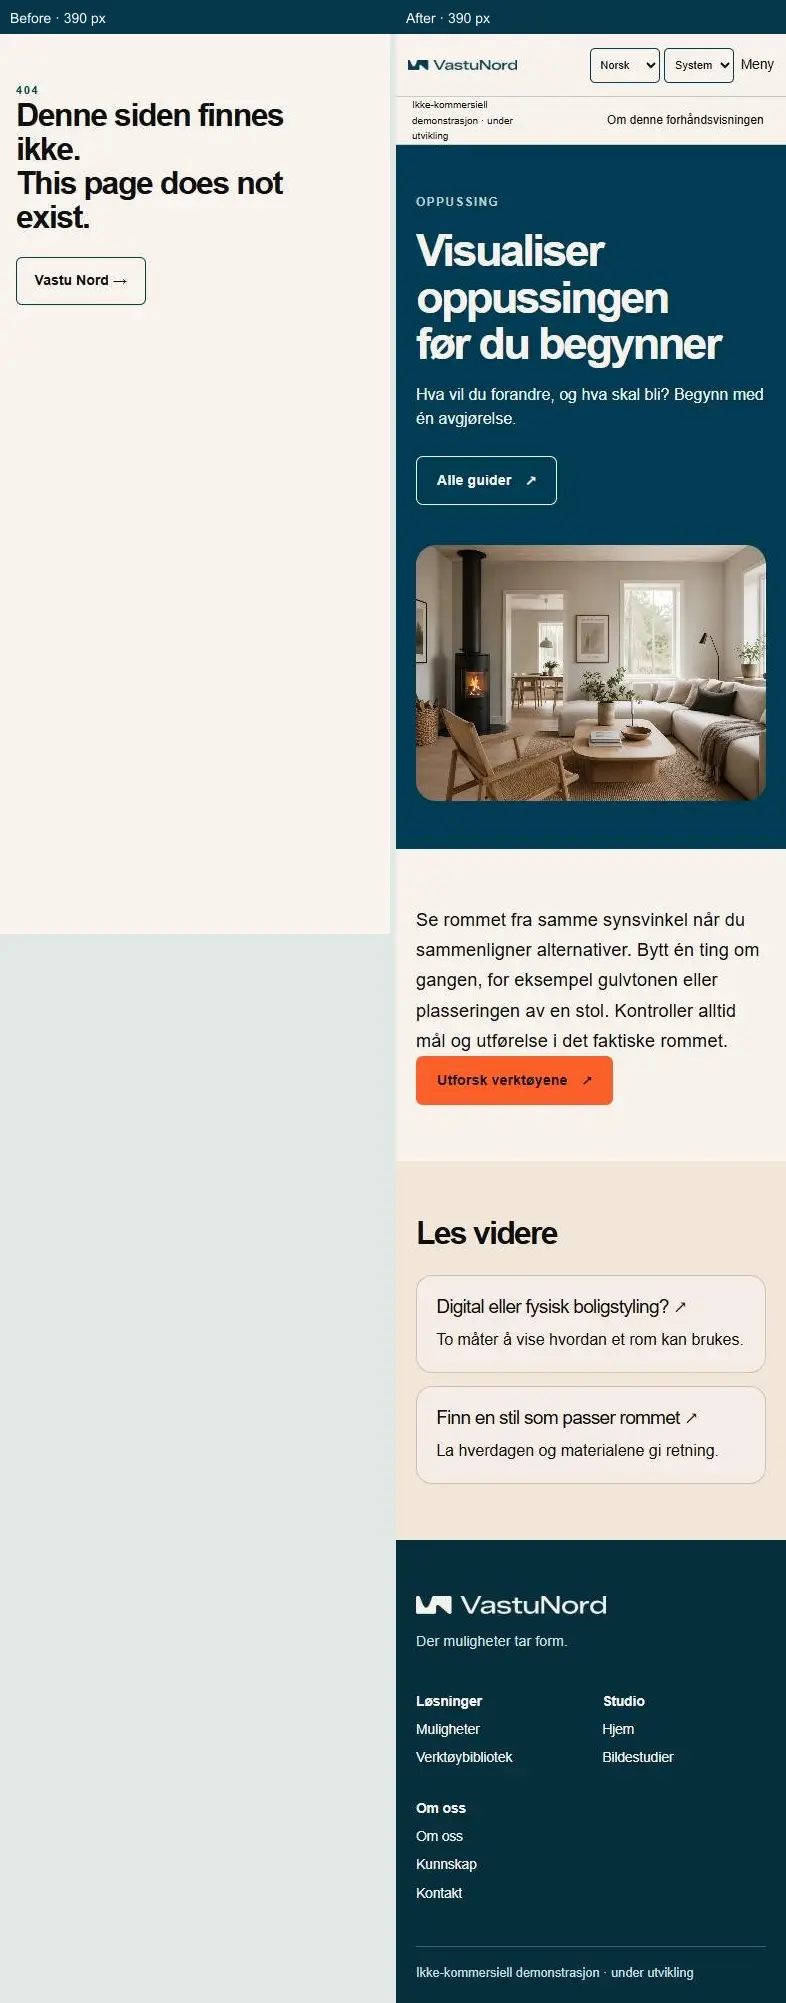 Before · 390 px
404
Denne siden finnes
ikke.
This page does not
exist.
Vastu Nord →
After · 390 px
VastuNord
Norsk
System
Meny
Ikke-kommersiell
demonstrasjon · under
utvikling
Om denne forhåndsvisningen
OPPUSSING
Visualiser
oppussingen
før du begynner
Hva vil du forandre, og hva skal bli? Begynn med
én avgjørelse.
Alle guider ↗
Se rommet fra samme synsvinkel når du
sammenligner alternativer. Bytt én ting om
gangen, for eksempel gulvtonen eller
plasseringen av en stol. Kontroller alltid
mål og utførelse i det faktiske rommet.
Utforsk verktøyene ↗
Les videre
Digital eller fysisk boligstyling? ↗
To måter å vise hvordan et rom kan brukes.
Finn en stil som passer rommet ↗
La hverdagen og materialene gi retning.
VastuNord
Der muligheter tar form.
Løsninger
Muligheter
Verktøybibliotek
Studio
Hjem
Bildestudier
Om oss
Om oss
Kunnskap
Kontakt
Ikke-kommersiell demonstrasjon · under utvikling